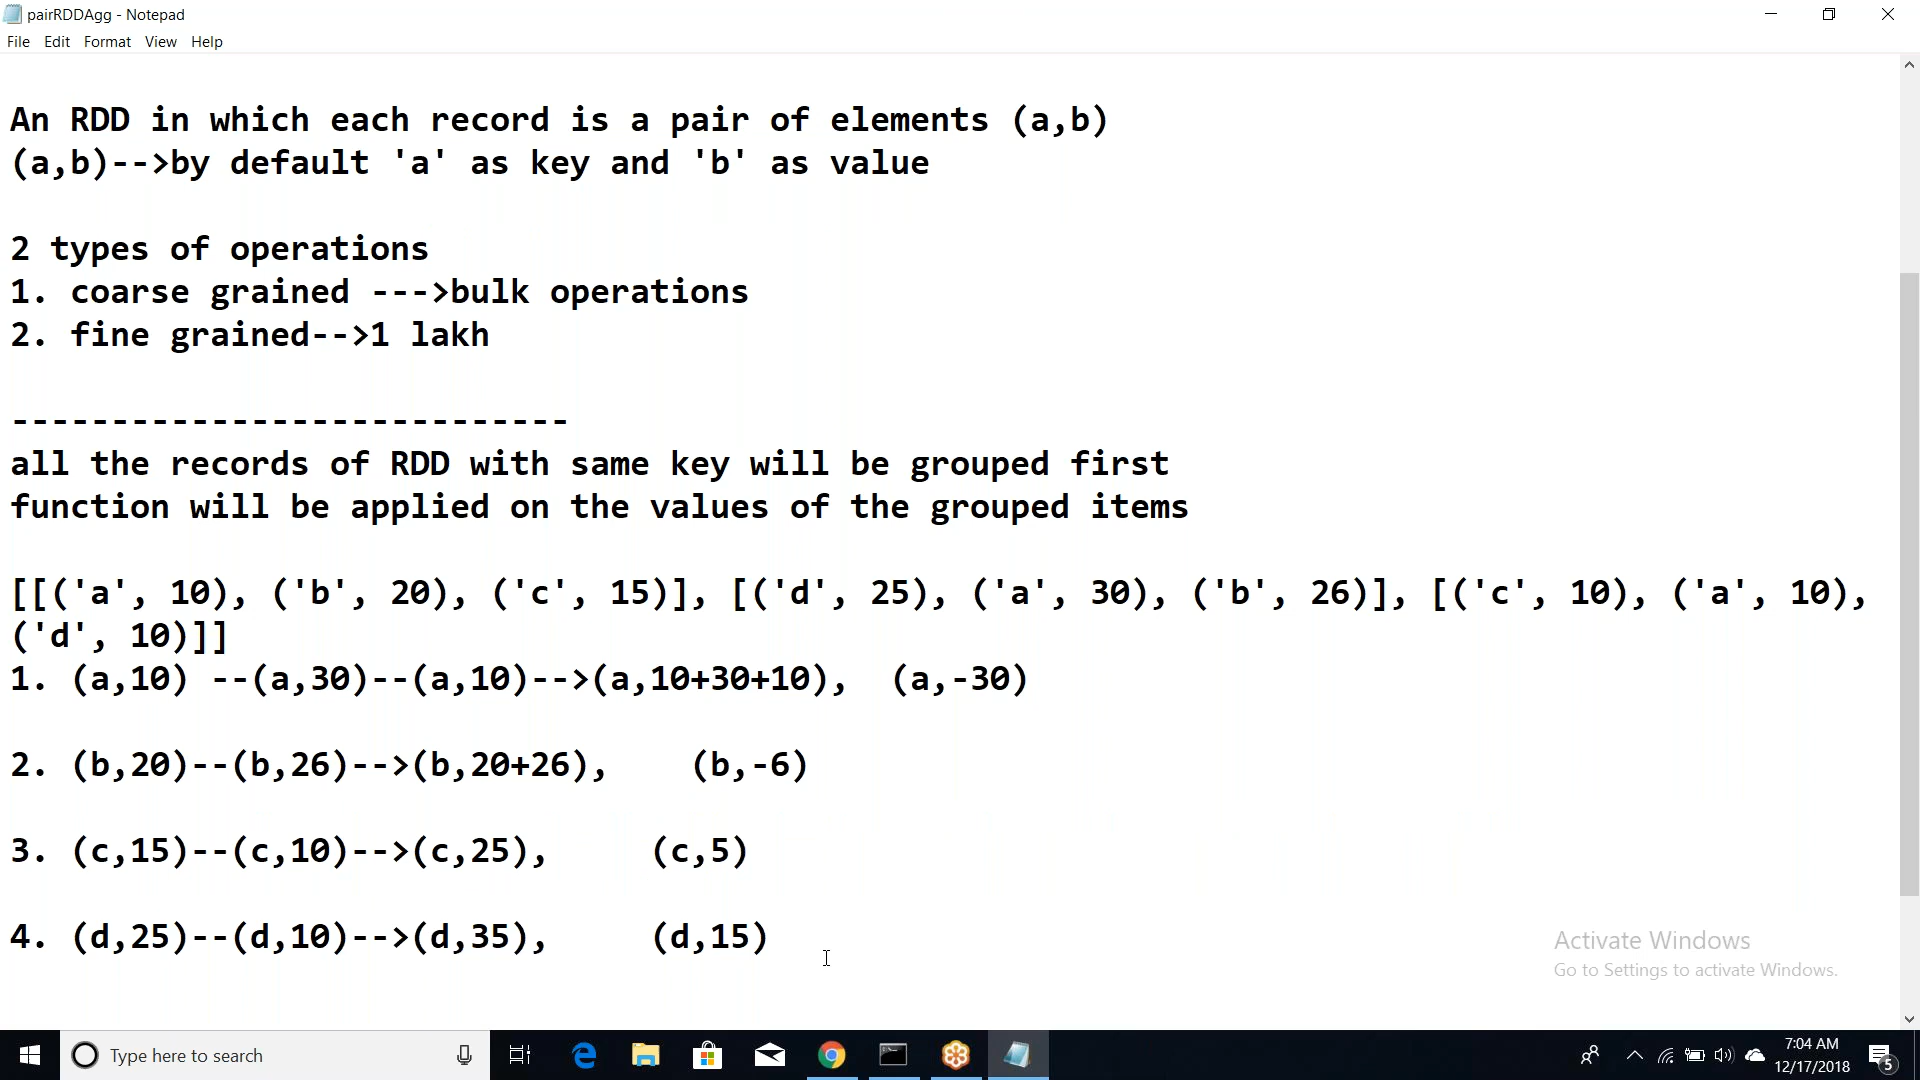 pairRDDAgg - Notepad
File Edit Format View Help
An RDD in which each record is a pair of elements (a,b)
(a,b)-->by default 'a' as key and 'b' as value
2 types of operations
1. coarse grained --->bulk operations
2. fine grained-->1 lakh
----------------------------
all the records of RDD with same key will be grouped first
function will be applied on the values of the grouped items
[[('a', 10), ('b', 20), ('c', 15)], [('d', 25), ('a', 30), ('b', 26)], [('c', 10), ('a', 10),
('d', 10)]]
1. (a,10) --(a,30)--(a,10)-->(a,10+30+10),  (a,-30)
2. (b,20)--(b,26)-->(b,20+26),    (b,-6)
3. (c,15)--(c,10)-->(c,25),     (c,5)
4. (d,25)--(d,10)-->(d,35),     (d,15)
Activate Windows
Go to Settings to activate Windows.
Type here to search
7:04 AM
12/17/2018
5